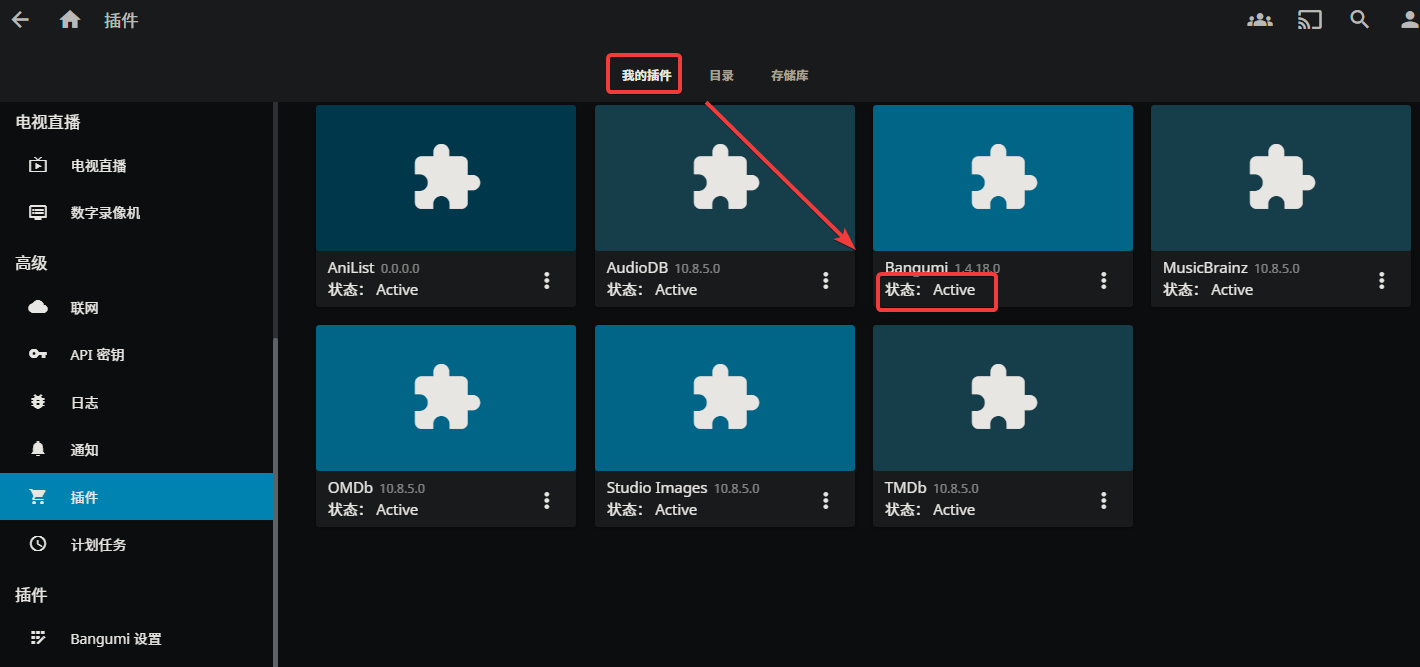 插件
我的插件 目录 存储库
电视直播
电视直播
数字录像机
高级
联网
API 密钥
日志
通知
插件
计划任务
插件
Bangumi 设置
AniList 0.0.0.0
状态： Active
AudioDB 10.8.5.0
状态： Active
Bangumi 1.4.18.0
状态： Active
MusicBrainz 10.8.5.0
状态： Active
OMDb 10.8.5.0
状态： Active
Studio Images 10.8.5.0
状态： Active
TMDb 10.8.5.0
状态： Active